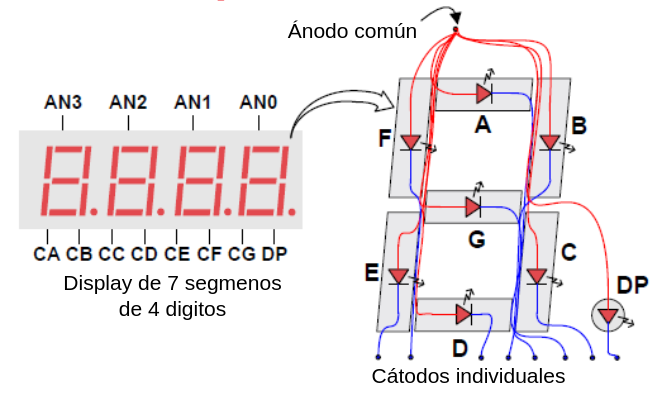 Ánodo común
AN3 AN2 AN1 AN0
CA CB CC CD CE CF CG DP
Display de 7 segmenos
de 4 digitos
A
F
B
G
E
C
DP
D
Cátodos individuales